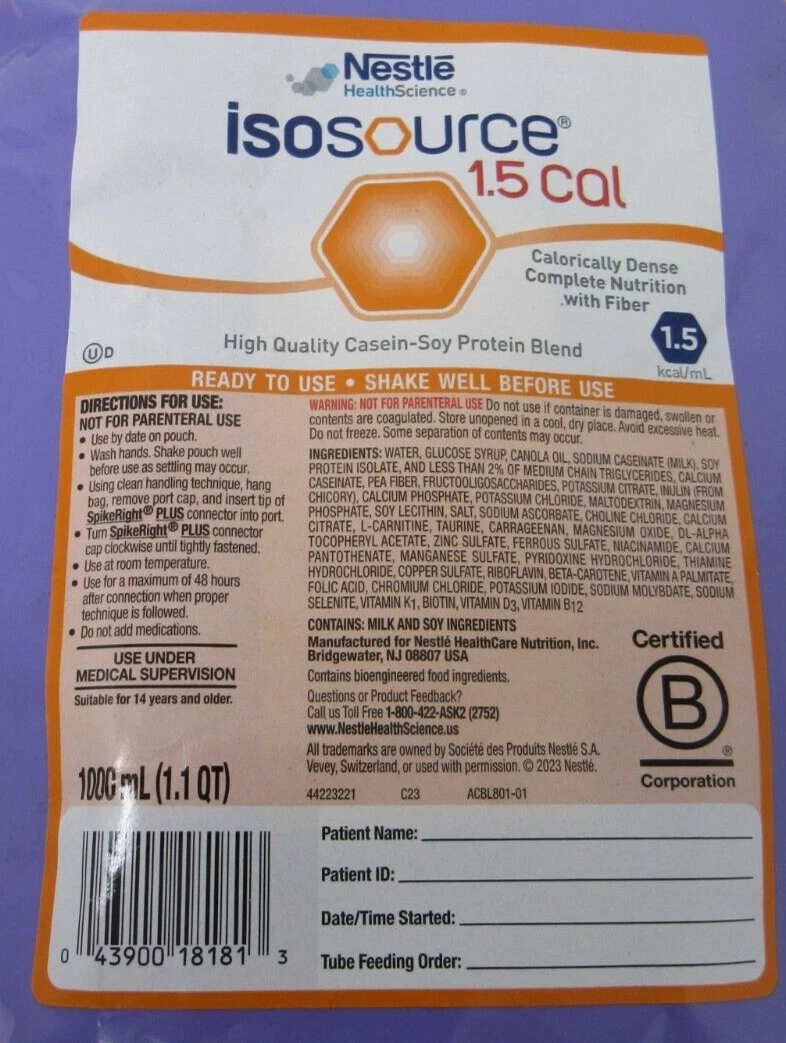 Nestlē
HealthScience®
isosource®
1.5 cal
Calorically Dense
Complete Nutrition
with Fiber
High Quality Casein-Soy Protein Blend
1.5
kcal/mL
U D
READY TO USE • SHAKE WELL BEFORE USE
DIRECTIONS FOR USE:
NOT FOR PARENTERAL USE
• Use by date on pouch.
• Wash hands. Shake pouch well
before use as settling may occur.
• Using clean handling technique, hang
bag, remove port cap, and insert tip of
SpikeRight® PLUS connector into port.
• Turn SpikeRight® PLUS connector
cap clockwise until tightly fastened.
• Use at room temperature.
• Use for a maximum of 48 hours
after connection when proper
technique is followed.
• Do not add medications.
USE UNDER
MEDICAL SUPERVISION
Suitable for 14 years and older.
1000 mL (1.1 QT)
WARNING: NOT FOR PARENTERAL USE Do not use if container is damaged, swollen or
contents are coagulated. Store unopened in a cool, dry place. Avoid excessive heat.
Do not freeze. Some separation of contents may occur.
INGREDIENTS: WATER, GLUCOSE SYRUP, CANOLA OIL, SODIUM CASEINATE (MILK), SOY
PROTEIN ISOLATE, AND LESS THAN 2% OF MEDIUM CHAIN TRIGLYCERIDES, CALCIUM
CASEINATE, PEA FIBER, FRUCTOOLIGOSACCHARIDES, POTASSIUM CITRATE, INULIN (FROM
CHICORY), CALCIUM PHOSPHATE, POTASSIUM CHLORIDE, MALTODEXTRIN, MAGNESIUM
PHOSPHATE, SOY LECITHIN, SALT, SODIUM ASCORBATE, CHOLINE CHLORIDE, CALCIUM
CITRATE, L-CARNITINE, TAURINE, CARRAGEENAN, MAGNESIUM OXIDE, DL-ALPHA
TOCOPHERYL ACETATE, ZINC SULFATE, FERROUS SULFATE, NIACINAMIDE, CALCIUM
PANTOTHENATE, MANGANESE SULFATE, PYRIDOXINE HYDROCHLORIDE, THIAMINE
HYDROCHLORIDE, COPPER SULFATE, RIBOFLAVIN, BETA-CAROTENE, VITAMIN A PALMITATE,
FOLIC ACID, CHROMIUM CHLORIDE, POTASSIUM IODIDE, SODIUM MOLYBDATE, SODIUM
SELENITE, VITAMIN K1, BIOTIN, VITAMIN D3, VITAMIN B12
CONTAINS: MILK AND SOY INGREDIENTS
Manufactured for Nestlé HealthCare Nutrition, Inc.
Bridgewater, NJ 08807 USA
Contains bioengineered food ingredients.
Questions or Product Feedback?
Call us Toll Free 1-800-422-ASK2 (2752)
www.NestleHealthScience.us
All trademarks are owned by Société des Produits Nestlé S.A.
Vevey, Switzerland, or used with permission. © 2023 Nestlé.
44223221 C23 ACBL801-01
Certified
B
®
Corporation
0 43900 18181 3
Patient Name:
Patient ID:
Date/Time Started:
Tube Feeding Order: